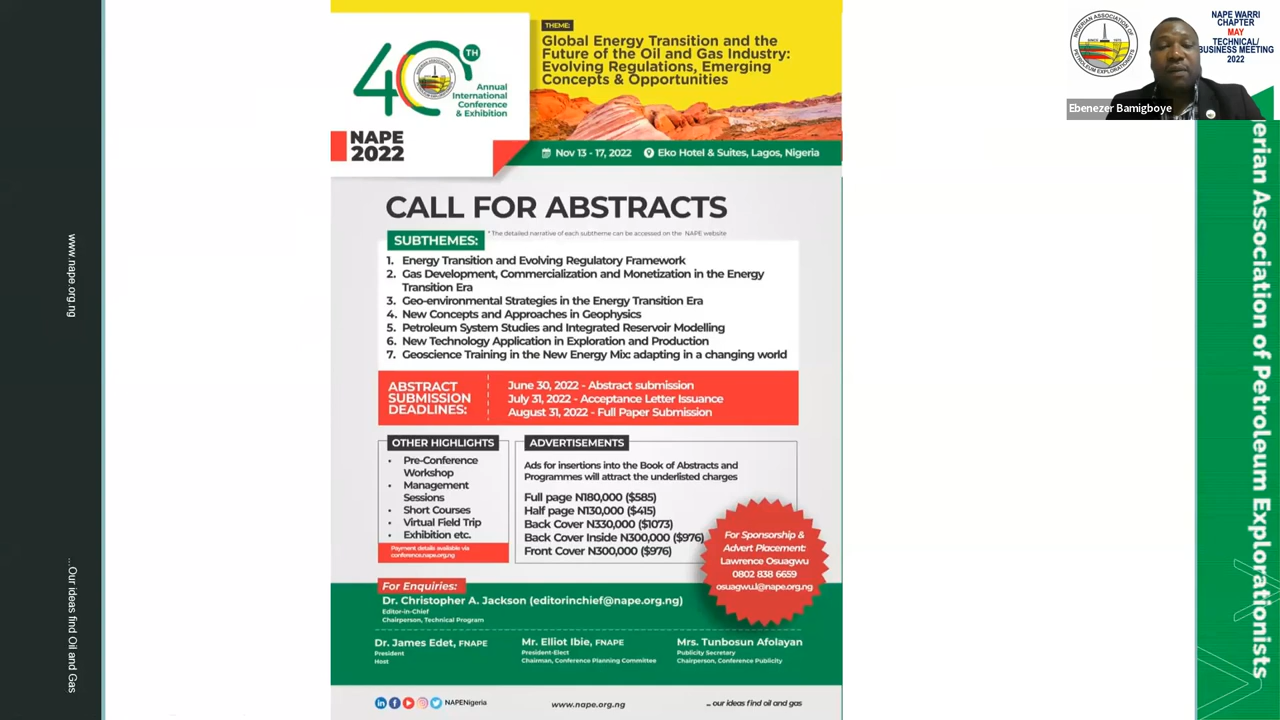 THEME:
Global Energy Transition and the
Future of the Oil and Gas Industry:
Evolving Regulations, Emerging
Concepts & Opportunities
40TH
Annual
International
Conference
& Exhibition
NAPE
2022
Nov 13 - 17, 2022 Eko Hotel & Suites, Lagos, Nigeria
CALL FOR ABSTRACTS
* The detailed narrative of each subtheme can be accessed on the NAPE website
SUBTHEMES:
1. Energy Transition and Evolving Regulatory Framework
2. Gas Development, Commercialization and Monetization in the Energy
Transition Era
3. Geo-environmental Strategies in the Energy Transition Era
4. New Concepts and Approaches in Geophysics
5. Petroleum System Studies and Integrated Reservoir Modelling
6. New Technology Application in Exploration and Production
7. Geoscience Training in the New Energy Mix: adapting in a changing world
ABSTRACT
SUBMISSION
DEADLINES:
June 30, 2022 - Abstract submission
July 31, 2022 - Acceptance Letter Issuance
August 31, 2022 - Full Paper Submission
OTHER HIGHLIGHTS
• Pre-Conference
Workshop
• Management
Sessions
• Short Courses
• Virtual Field Trip
• Exhibition etc.
Payment details available via
conference.nape.org.ng
ADVERTISEMENTS
Ads for insertions into the Book of Abstracts and
Programmes will attract the underlisted charges
Full page N180,000 ($585)
Half page N130,000 ($415)
Back Cover N330,000 ($1073)
Back Cover Inside N300,000 ($976)
Front Cover N300,000 ($976)
For Sponsorship &
Advert Placement:
Lawrence Osuagwu
0802 838 6659
osuagwu.l@nape.org.ng
For Enquiries:
Dr. Christopher A. Jackson (editorinchief@nape.org.ng)
Editor-in-Chief
Chairperson, Technical Program
Dr. James Edet, FNAPE
President
Host
Mr. Elliot Ibie, FNAPE
President-Elect
Chairman, Conference Planning Committee
Mrs. Tunbosun Afolayan
Publicity Secretary
Chairperson, Conference Publicity
NAPENigeria
www.nape.org.ng
... our ideas find oil and gas
www.nape.org.ng
...Our ideas find Oil and Gas
NIGERIAN ASSOCIATION OF
PETROLEUM EXPLORATIONISTS
SINCE 1975
NAPE WARRI
CHAPTER
MAY
TECHNICAL/
BUSINESS MEETING
2022
Ebenezer Bamigboye
erian Association of Petroleum Explorationists